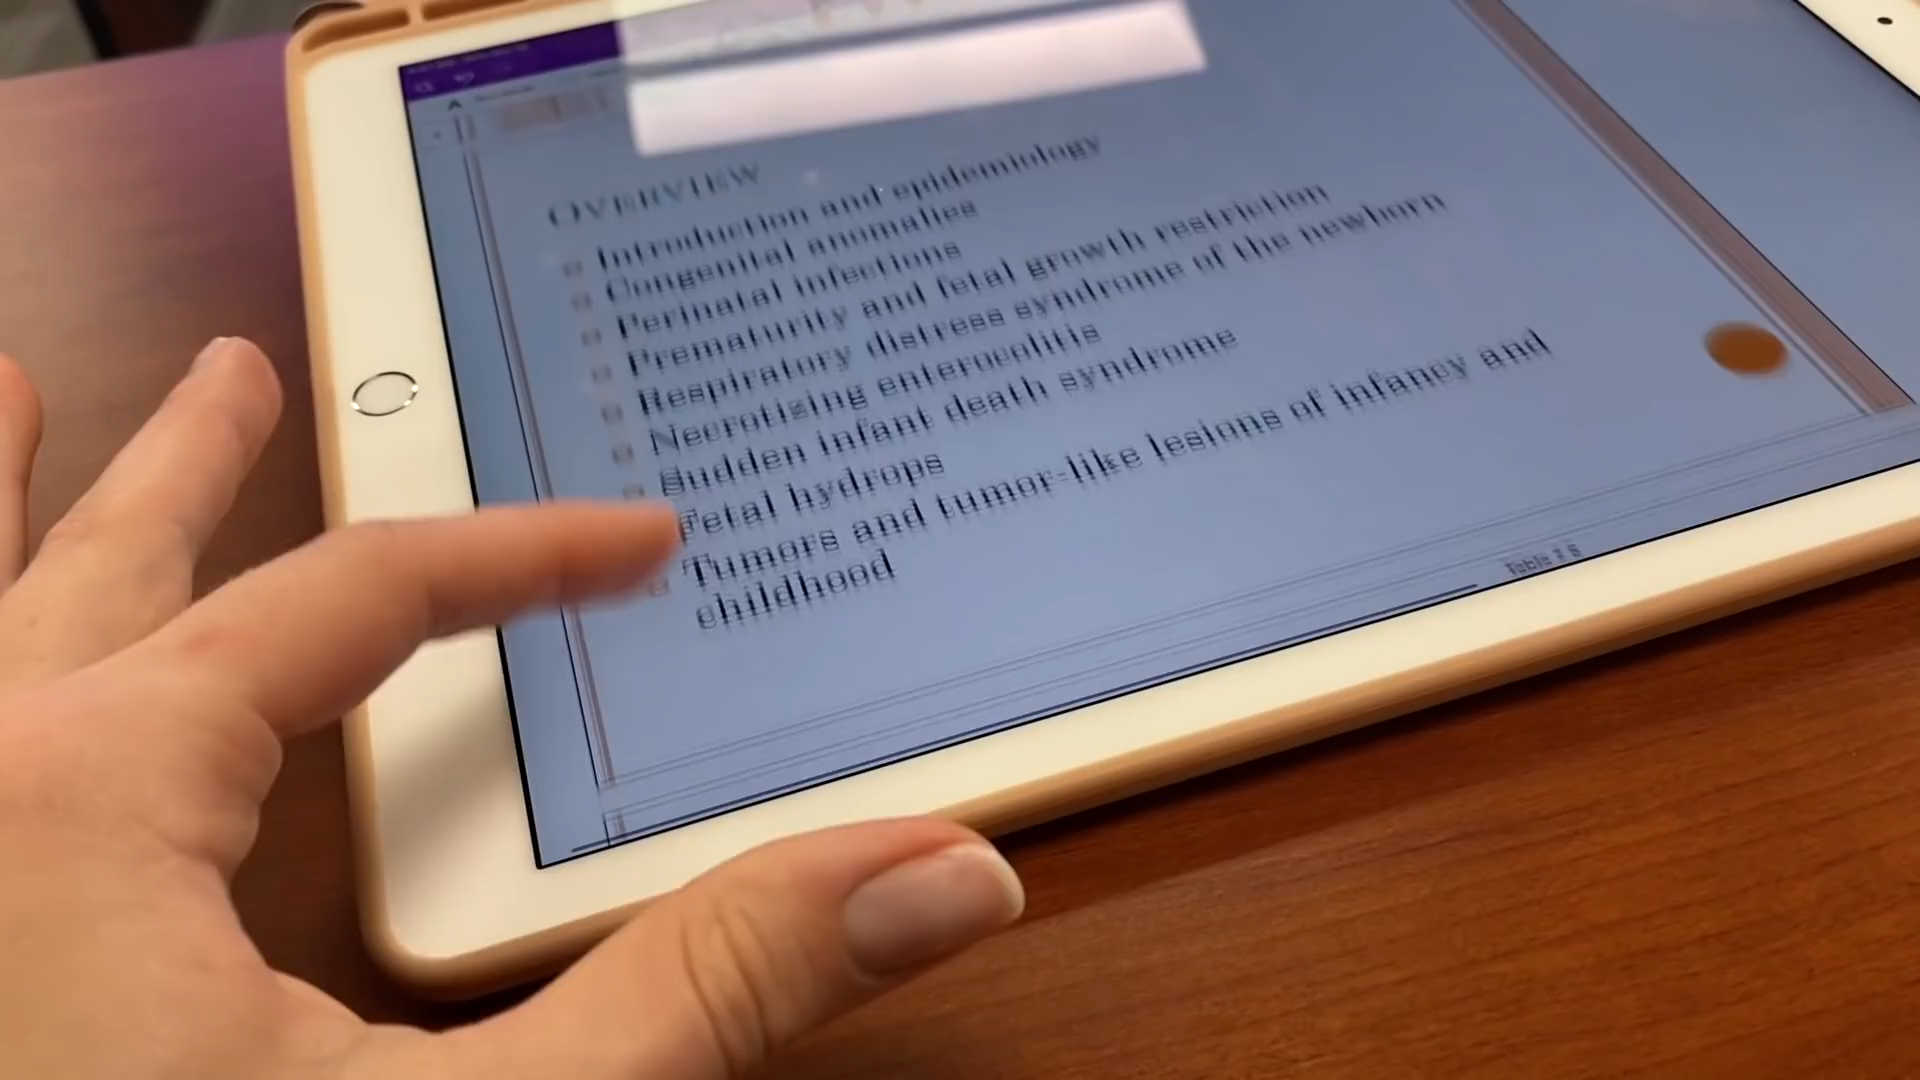 OVERVIEW
Introduction and epidemiology
Congenital anomalies
Perinatal infections
Prematurity and fetal growth restriction
Respiratory distress syndrome of the newborn
Necrotizing enterocolitis
Sudden infant death syndrome
Fetal hydrops
Tumors and tumor-like lesions of infancy and
childhood